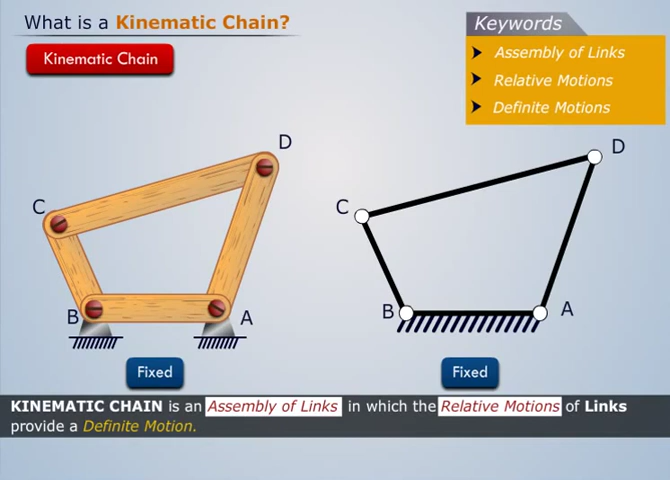 What is a Kinematic Chain?
Kinematic Chain
Keywords
Assembly of Links
Relative Motions
Definite Motions
D
C
B
A
D
C
B
A
Fixed
Fixed
KINEMATIC CHAIN is an Assembly of Links in which the Relative Motions of Links
provide a Definite Motion.